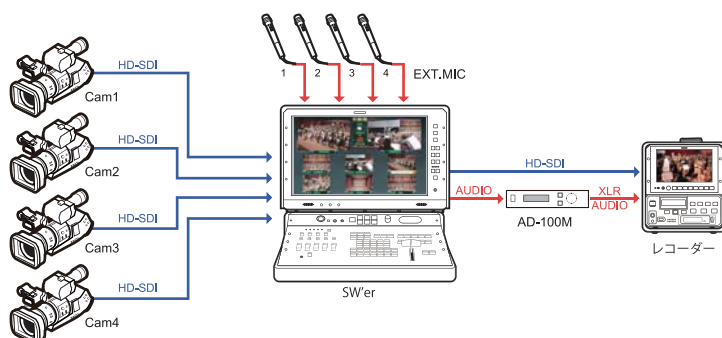 HD-SDI
Cam1
HD-SDI
Cam2
HD-SDI
Cam3
HD-SDI
Cam4
1
2
3
4
EXT.MIC
SW'er
HD-SDI
AUDIO
AD-100M
XLR
AUDIO
レコーダー